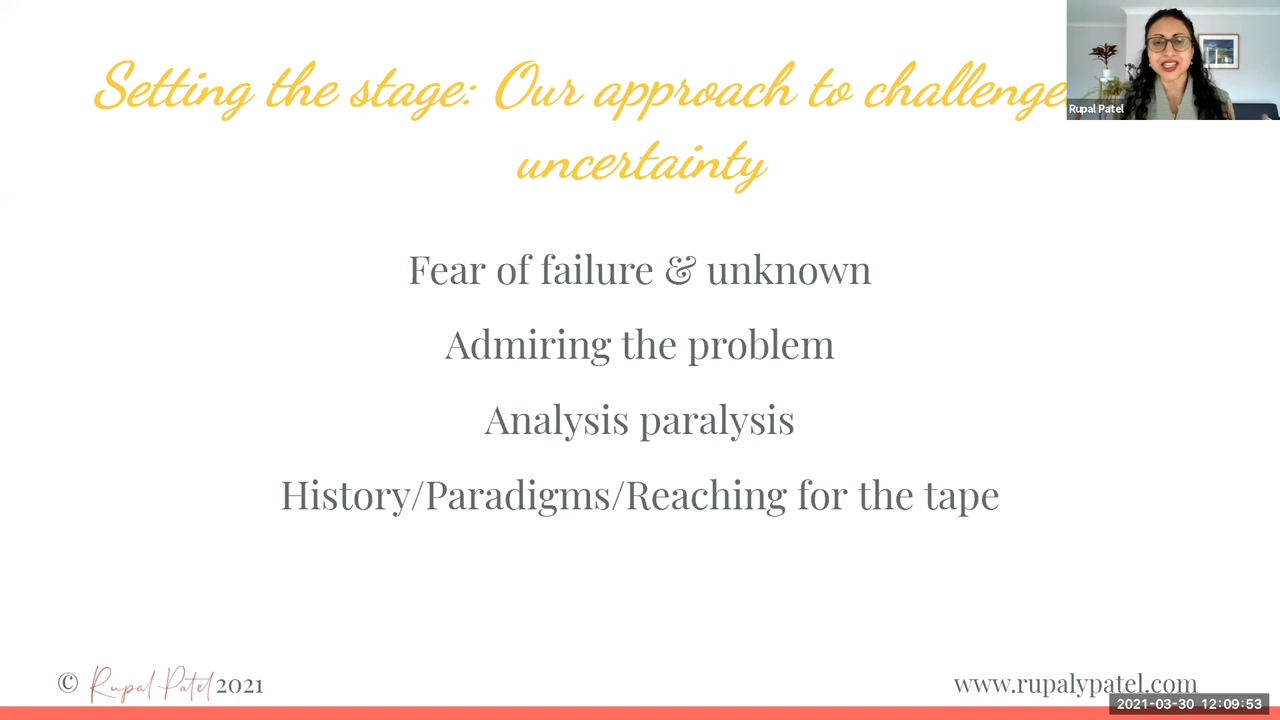 Setting the stage: Our approach to challenge
uncertainty
Rupal Patel
Fear of failure & unknown
Admiring the problem
Analysis paralysis
History/Paradigms/Reaching for the tape
© Rupal Patel 2021
www.rupalypatel.com
2021-03-30 12:09:53